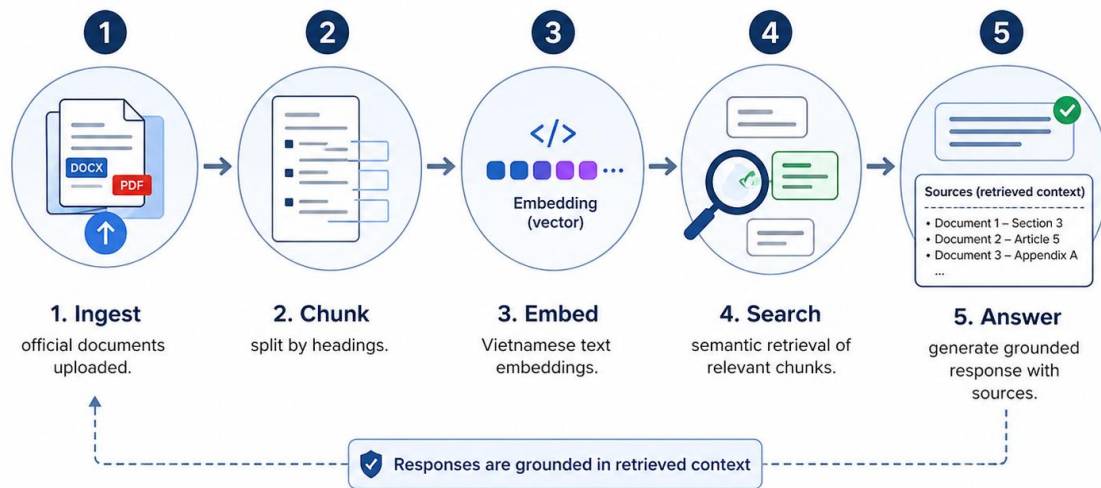 1
2
3
4
5
DOCX
PDF
</>
Embedding
(vector)
Sources (retrieved context)
• Document 1 – Section 3
• Document 2 – Article 5
• Document 3 – Appendix A
...
1. Ingest
official documents
uploaded.
2. Chunk
split by headings.
3. Embed
Vietnamese text
embeddings.
4. Search
semantic retrieval of
relevant chunks.
5. Answer
generate grounded
response with
sources.
Responses are grounded in retrieved context